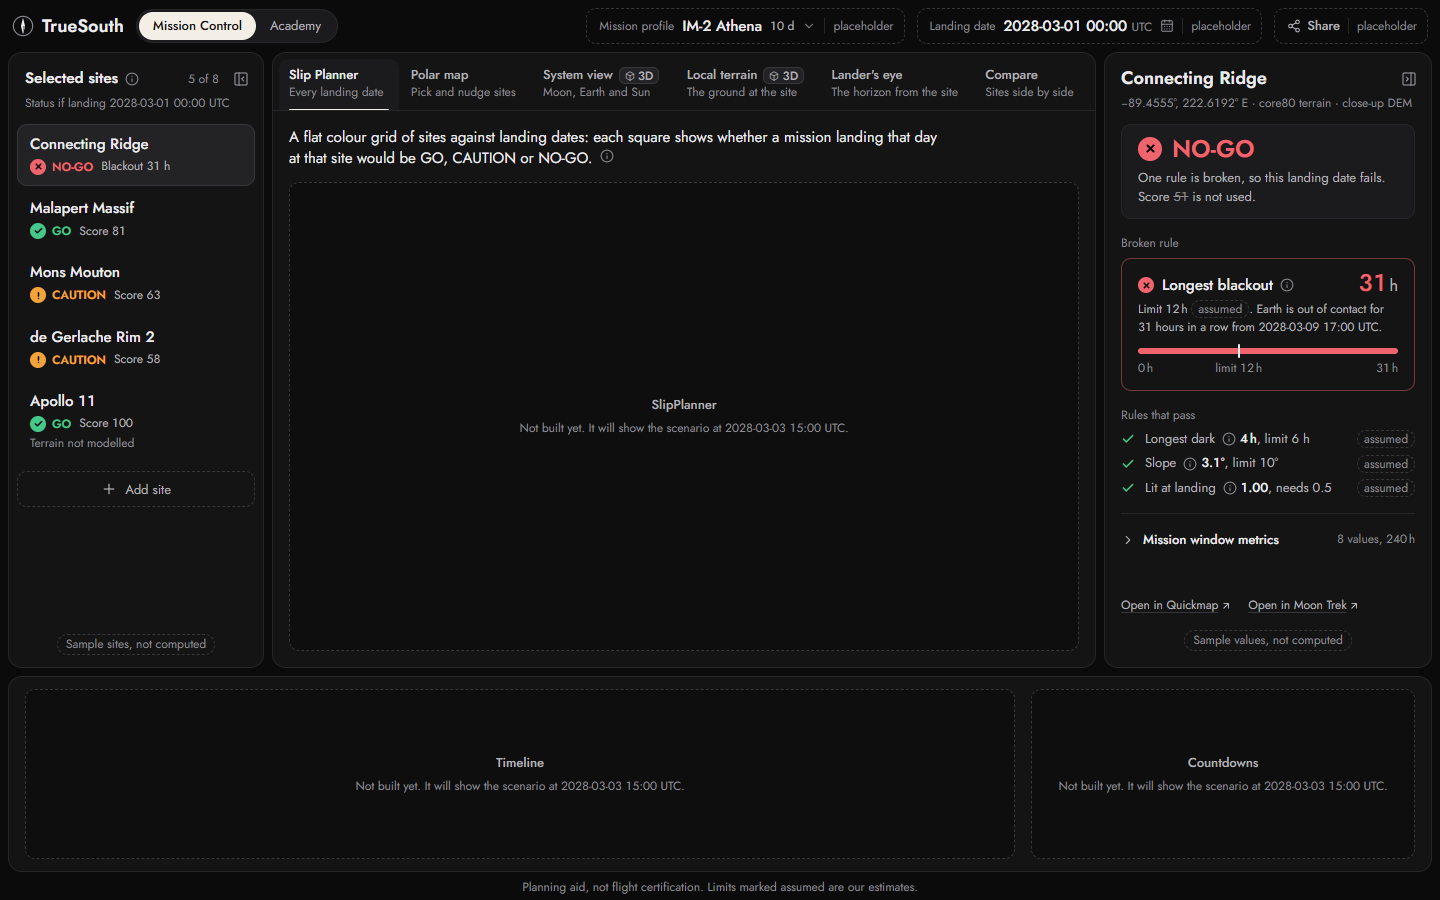 TrueSouth
Mission Control
Academy
Mission profile IM-2 Athena 10 d placeholder
Landing date 2028-03-01 00:00 UTC placeholder
Share placeholder
Selected sites 5 of 8
Status if landing 2028-03-01 00:00 UTC
Connecting Ridge
NO-GO Blackout 31 h
Malapert Massif
GO Score 81
Mons Mouton
CAUTION Score 63
de Gerlache Rim 2
CAUTION Score 58
Apollo 11
GO Score 100
Terrain not modelled
Add site
Sample sites, not computed
Slip Planner
Every landing date
Polar map
Pick and nudge sites
System view 3D
Moon, Earth and Sun
Local terrain 3D
The ground at the site
Lander's eye
The horizon from the site
Compare
Sites side by side
A flat colour grid of sites against landing dates: each square shows whether a mission landing that day
at that site would be GO, CAUTION or NO-GO.
SlipPlanner
Not built yet. It will show the scenario at 2028-03-03 15:00 UTC.
Connecting Ridge
−89.4555°, 222.6192° E · core80 terrain · close-up DEM
NO-GO
One rule is broken, so this landing date fails.
Score 51 is not used.
Broken rule
Longest blackout 31 h
Limit 12 h assumed . Earth is out of contact for
31 hours in a row from 2028-03-09 17:00 UTC.
0 h limit 12 h 31 h
Rules that pass
Longest dark 4 h, limit 6 h assumed
Slope 3.1°, limit 10° assumed
Lit at landing 1.00, needs 0.5 assumed
Mission window metrics 8 values, 240 h
Open in Quickmap ↗ Open in Moon Trek ↗
Sample values, not computed
Timeline
Not built yet. It will show the scenario at 2028-03-03 15:00 UTC.
Countdowns
Not built yet. It will show the scenario at 2028-03-03 15:00 UTC.
Planning aid, not flight certification. Limits marked assumed are our estimates.